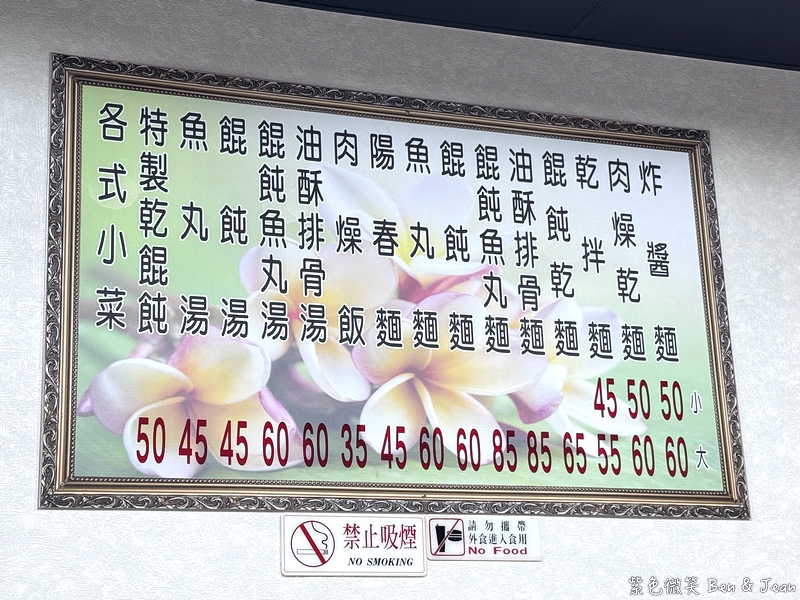 小 大
炸醬麵 50 60
肉燥乾麵 50 60
乾拌麵 45 55
餛飩乾麵 65
油酥排骨麵 85
餛飩魚丸麵 85
餛飩麵 60
魚丸麵 60
陽春麵 45
肉燥飯 35
油酥排骨湯 60
餛飩魚丸湯 60
餛飩湯 45
魚丸湯 45
特製乾餛飩 50
各式小菜
禁止吸煙
NO SMOKING
請勿攜帶
外食進入食用
No Food
紫色微笑 Ben & Jean